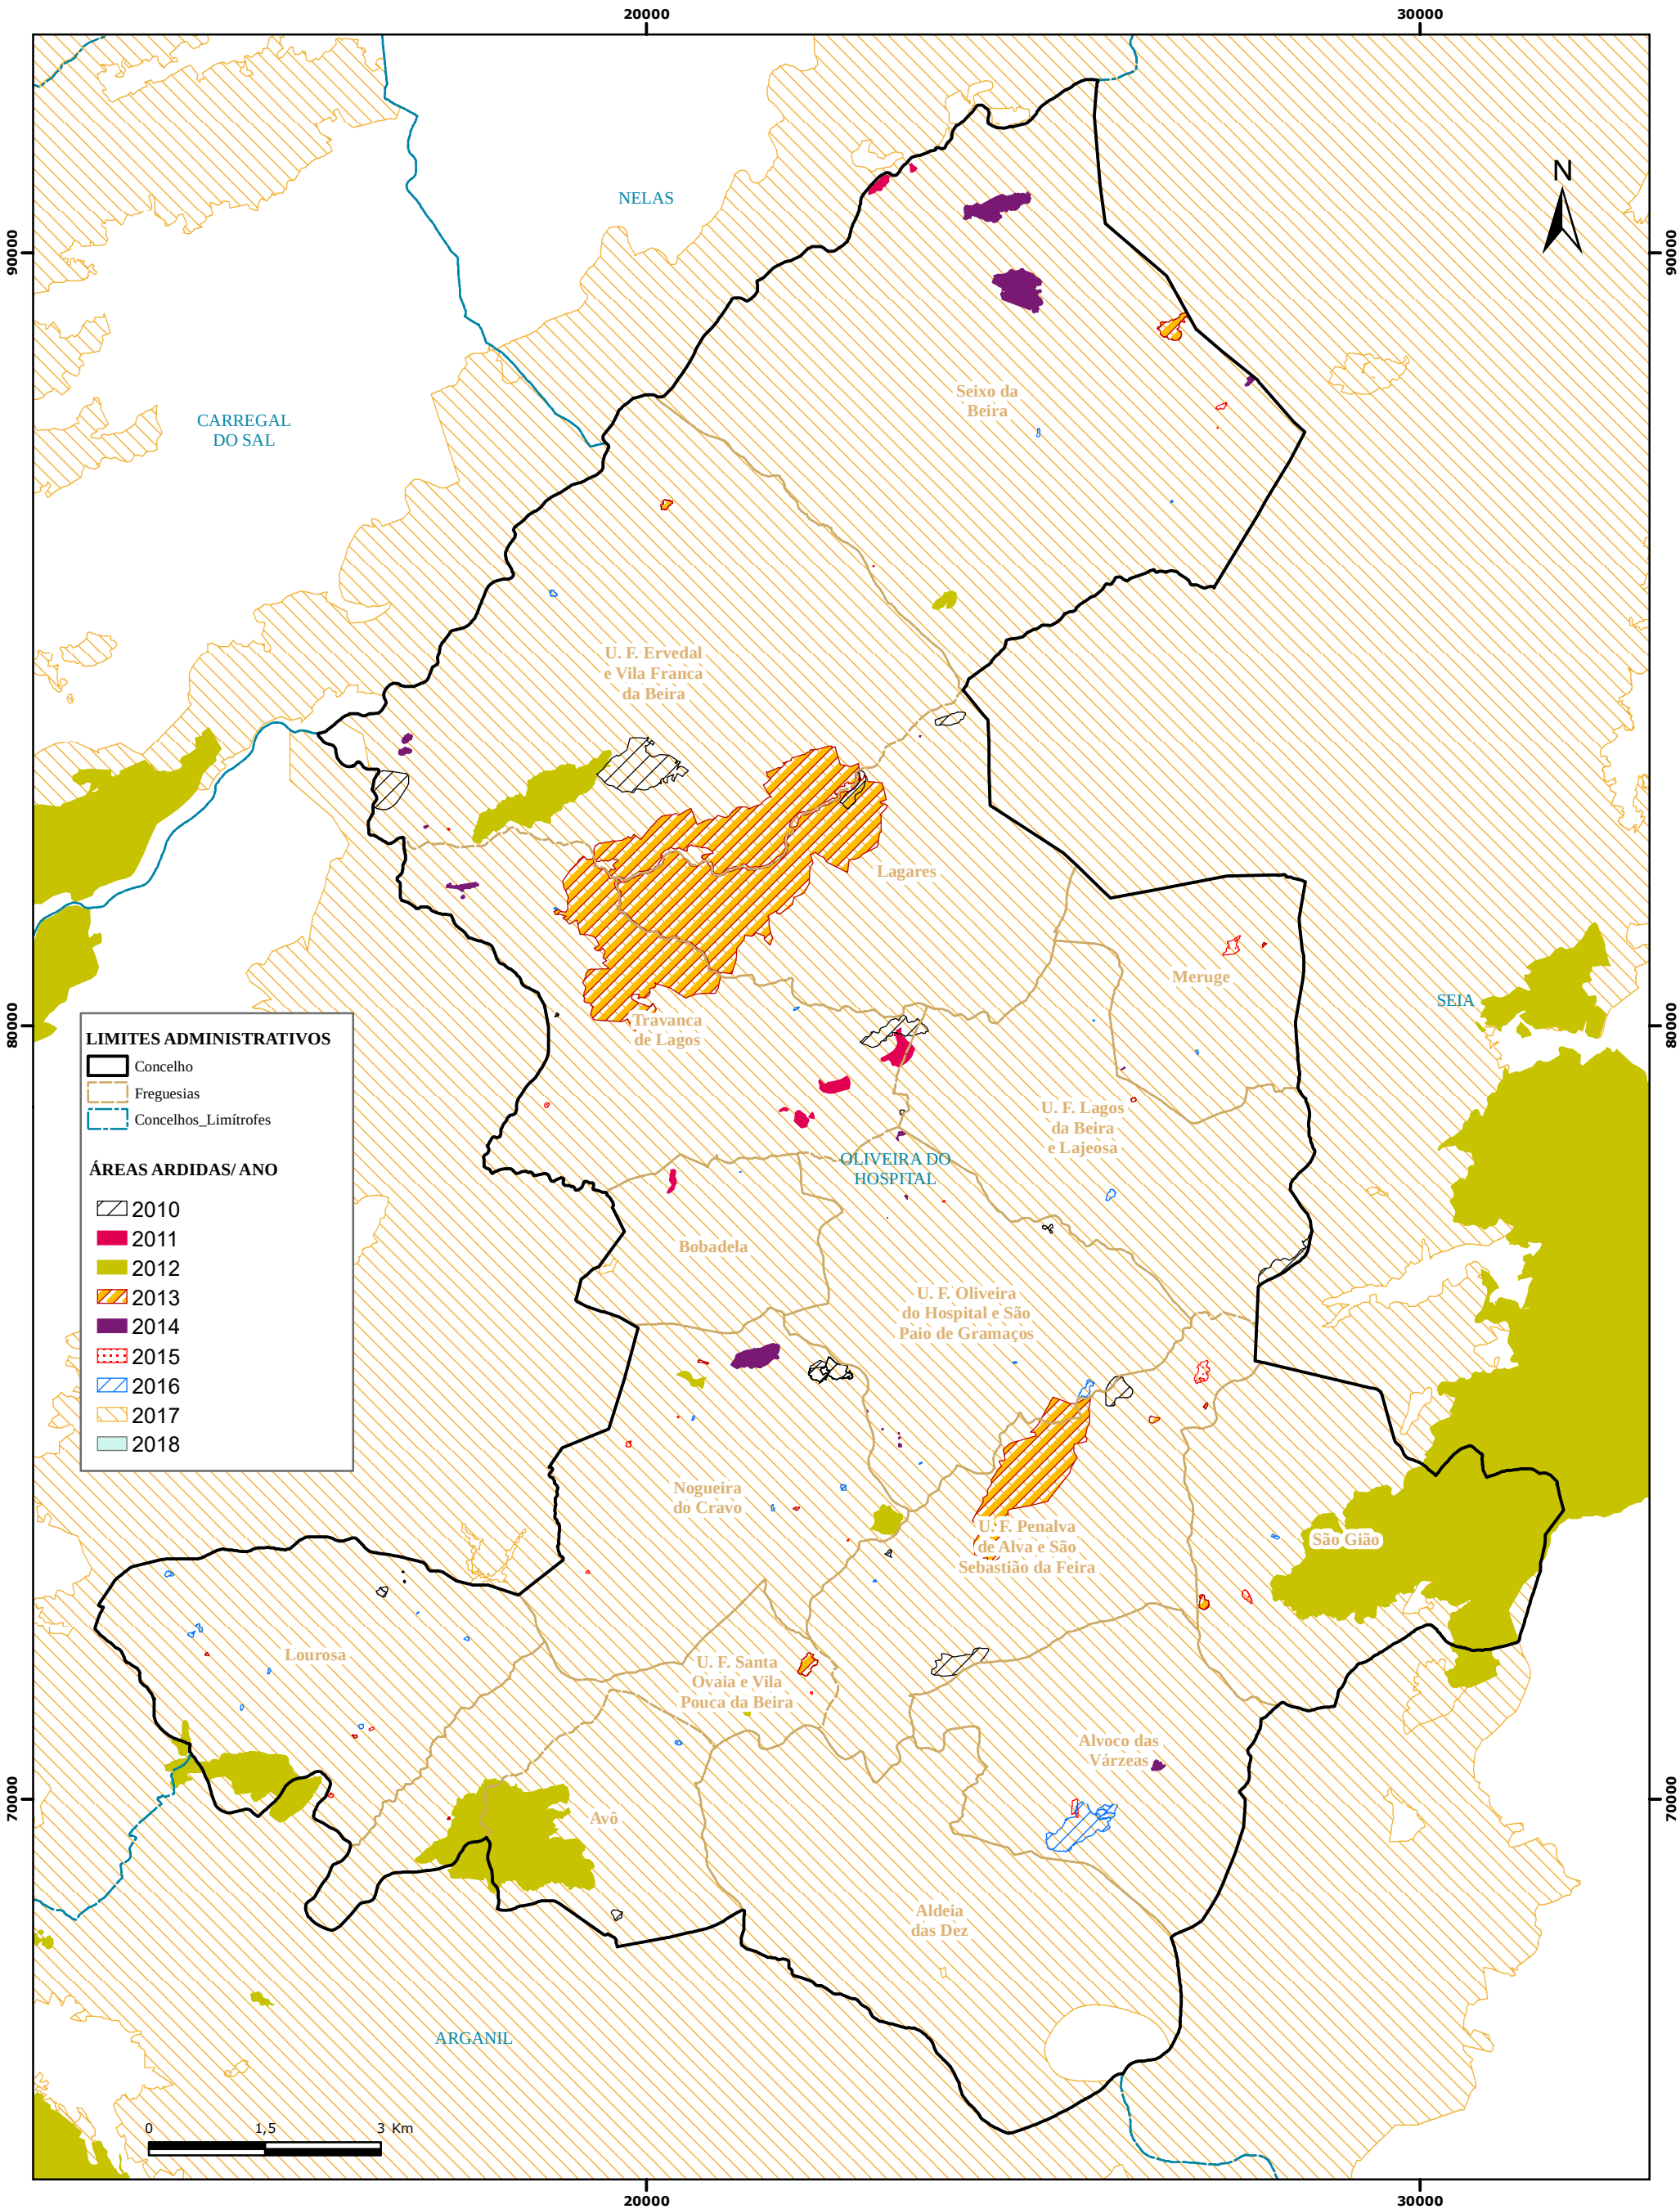 20000
30000
N
NELAS
90000
90000
CARREGAL
DO SAL
Seixo da
Beira
U. F. Ervedal
e Vila Franca
da Beira
Lagares
Meruge
SEIA
80000
80000
Travanca
de Lagos
LIMITES ADMINISTRATIVOS
Concelho
Freguesias
Concelhos_Limítrofes
ÁREAS ARDIDAS/ ANO
2010
2011
2012
2013
2014
2015
2016
2017
2018
U. F. Lagos
da Beira
e Lajeosa
OLIVEIRA DO
HOSPITAL
Bobadela
U. F. Oliveira
do Hospital e São
Paio de Gramaços
Nogueira
do Cravo
U. F. Penalva
de Alva e São
Sebastião da Feira
São Gião
Lourosa
U. F. Santa
Ovaia e Vila
Pouca da Beira
Alvoco das
Várzeas
70000
70000
Avô
Aldeia
das Dez
ARGANIL
0 1,5 3 Km
20000
30000